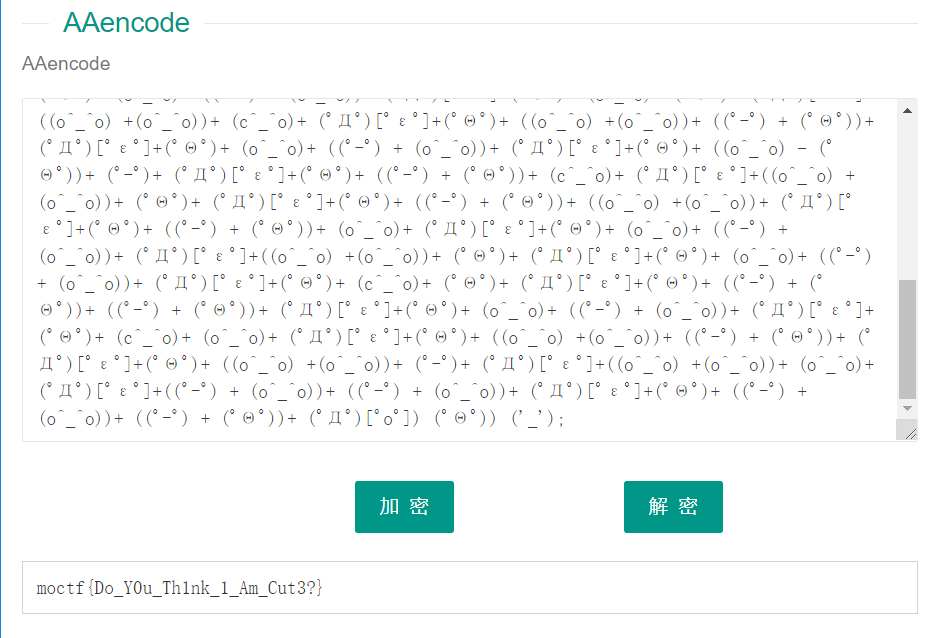 AAencode
AAencode
((o^_^o) +(o^_^o))+ (c^_^o)+ (ﾟДﾟ)[ﾟεﾟ]+(ﾟΘﾟ)+ ((o^_^o) +(o^_^o))+ ((ﾟｰﾟ) + (ﾟΘﾟ))+
(ﾟДﾟ)[ﾟεﾟ]+(ﾟΘﾟ)+ (o^_^o)+ ((ﾟｰﾟ) + (o^_^o))+ (ﾟДﾟ)[ﾟεﾟ]+(ﾟΘﾟ)+ ((o^_^o) - (ﾟ
Θﾟ))+ (ﾟｰﾟ)+ (ﾟДﾟ)[ﾟεﾟ]+(ﾟΘﾟ)+ ((ﾟｰﾟ) + (ﾟΘﾟ))+ (c^_^o)+ (ﾟДﾟ)[ﾟεﾟ]+((o^_^o) +
(o^_^o))+ (ﾟΘﾟ)+ (ﾟДﾟ)[ﾟεﾟ]+(ﾟΘﾟ)+ ((ﾟｰﾟ) + (ﾟΘﾟ))+ ((o^_^o) +(o^_^o))+ (ﾟДﾟ)[ﾟ
εﾟ]+(ﾟΘﾟ)+ ((ﾟｰﾟ) + (ﾟΘﾟ))+ (o^_^o)+ (ﾟДﾟ)[ﾟεﾟ]+(ﾟΘﾟ)+ (o^_^o)+ ((ﾟｰﾟ) +
(o^_^o))+ (ﾟДﾟ)[ﾟεﾟ]+((o^_^o) +(o^_^o))+ (ﾟΘﾟ)+ (ﾟДﾟ)[ﾟεﾟ]+(ﾟΘﾟ)+ (o^_^o)+ ((ﾟｰﾟ)
+ (o^_^o))+ (ﾟДﾟ)[ﾟεﾟ]+(ﾟΘﾟ)+ (c^_^o)+ (ﾟΘﾟ)+ (ﾟДﾟ)[ﾟεﾟ]+(ﾟΘﾟ)+ ((ﾟｰﾟ) + (ﾟ
Θﾟ))+ ((ﾟｰﾟ) + (ﾟΘﾟ))+ (ﾟДﾟ)[ﾟεﾟ]+(ﾟΘﾟ)+ (o^_^o)+ ((ﾟｰﾟ) + (o^_^o))+ (ﾟДﾟ)[ﾟεﾟ]+
(ﾟΘﾟ)+ (c^_^o)+ (o^_^o)+ (ﾟДﾟ)[ﾟεﾟ]+(ﾟΘﾟ)+ ((o^_^o) +(o^_^o))+ ((ﾟｰﾟ) + (ﾟΘﾟ))+ (ﾟ
Дﾟ)[ﾟεﾟ]+(ﾟΘﾟ)+ ((o^_^o) +(o^_^o))+ (ﾟｰﾟ)+ (ﾟДﾟ)[ﾟεﾟ]+((o^_^o) +(o^_^o))+ (o^_^o)+
(ﾟДﾟ)[ﾟεﾟ]+((ﾟｰﾟ) + (o^_^o))+ ((ﾟｰﾟ) + (o^_^o))+ (ﾟДﾟ)[ﾟεﾟ]+(ﾟΘﾟ)+ ((ﾟｰﾟ) +
(o^_^o))+ ((ﾟｰﾟ) + (ﾟΘﾟ))+ (ﾟДﾟ)[ﾟoﾟ]) (ﾟΘﾟ)) ('_');
加密
解密
moctf{Do_Y0u_Th1nk_1_Am_Cut3?}